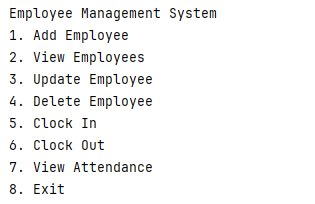 Employee Management System
1. Add Employee
2. View Employees
3. Update Employee
4. Delete Employee
5. Clock In
6. Clock Out
7. View Attendance
8. Exit